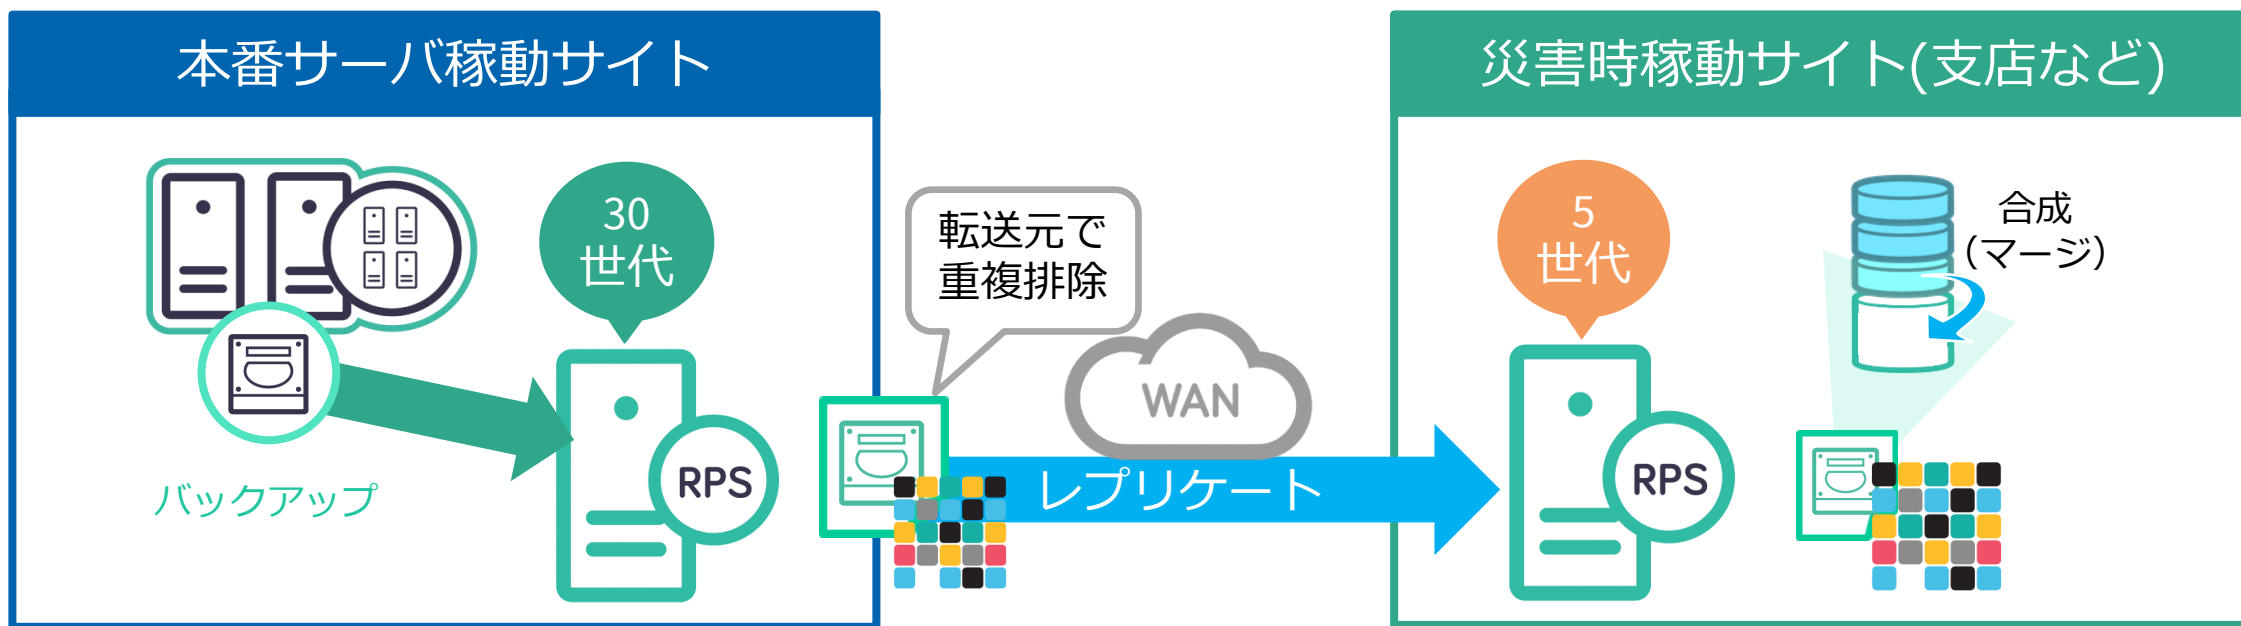 本番サーバ稼動サイト
災害時稼動サイト(支店など)
30
世代
転送元で
重複排除
5
世代
合成
(マージ)
WAN
RPS
RPS
バックアップ
レプリケート